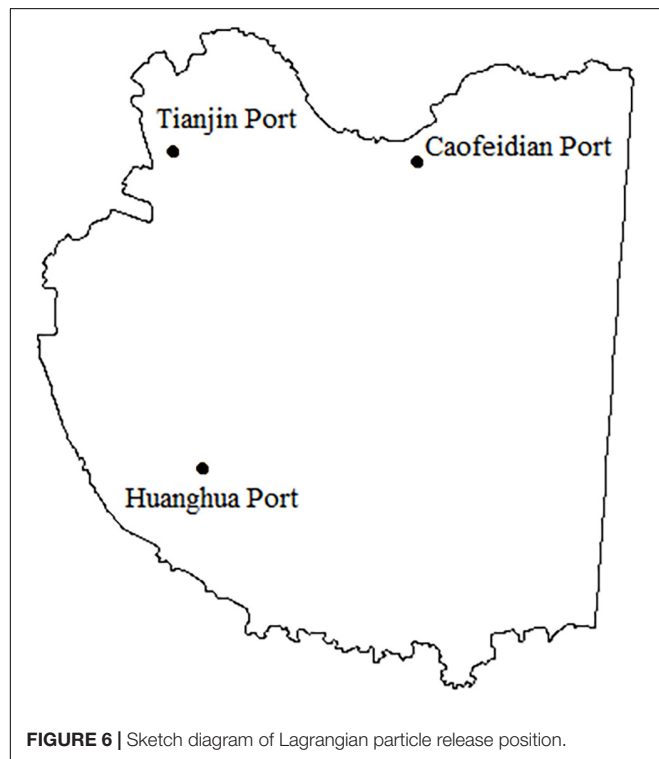 Tianjin Port
Caofeidian Port
Huanghua Port
FIGURE 6 | Sketch diagram of Lagrangian particle release position.